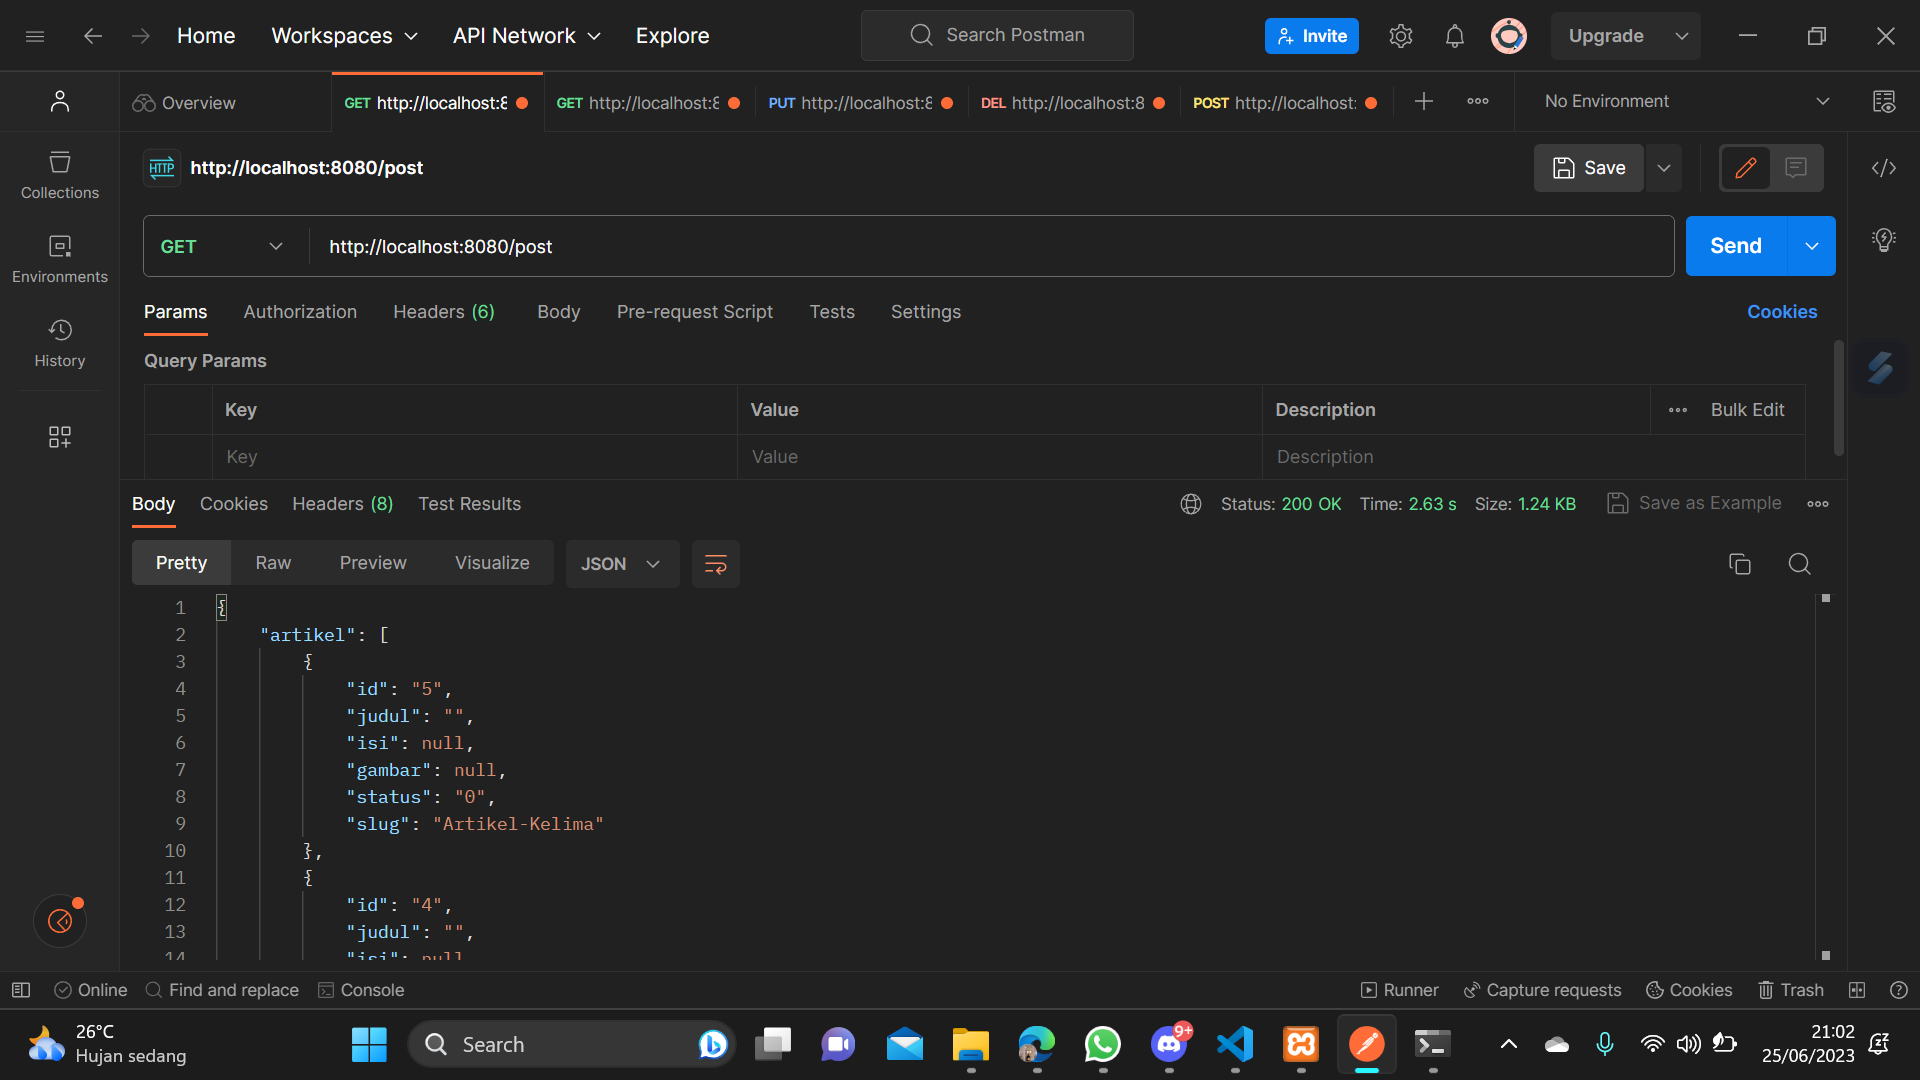 Home
Workspaces
API Network
Explore
Search Postman
Invite
Upgrade
Overview
GET http://localhost:8
GET http://localhost:8
PUT http://localhost:8
DEL http://localhost:8
POST http://localhost:
No Environment
HTTP http://localhost:8080/post
Save
Collections
Environments
History
GET http://localhost:8080/post
Send
Params
Authorization
Headers (6)
Body
Pre-request Script
Tests
Settings
Cookies
Query Params
Key
Value
Description
Bulk Edit
Key
Value
Description
Body
Cookies
Headers (8)
Test Results
Status: 200 OK
Time: 2.63 s
Size: 1.24 KB
Save as Example
Pretty
Raw
Preview
Visualize
JSON
1 {
2 "artikel": [
3 {
4 "id": "5",
5 "judul": "",
6 "isi": null,
7 "gambar": null,
8 "status": "0",
9 "slug": "Artikel-Kelima"
10 },
11 {
12 "id": "4",
13 "judul": "",
14 "isi": null
Online
Find and replace
Console
Runner
Capture requests
Cookies
Trash
26°C
Hujan sedang
Search
9+
21:02
25/06/2023